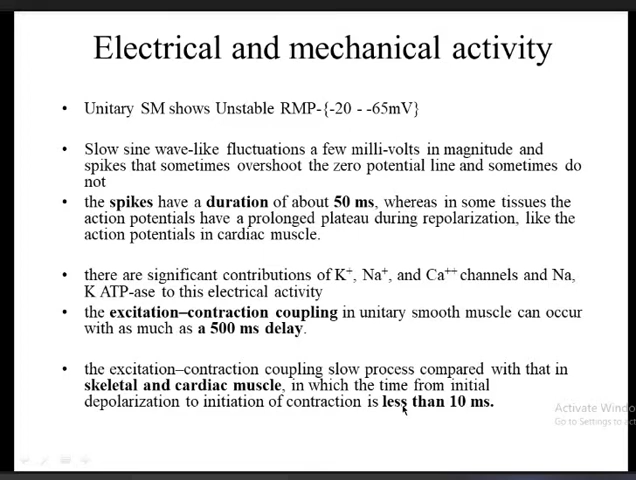 Electrical and mechanical activity
• Unitary SM shows Unstable RMP-{-20 - -65mV}
• Slow sine wave-like fluctuations a few milli-volts in magnitude and
spikes that sometimes overshoot the zero potential line and sometimes do
not
• the spikes have a duration of about 50 ms, whereas in some tissues the
action potentials have a prolonged plateau during repolarization, like the
action potentials in cardiac muscle.
• there are significant contributions of K⁺, Na⁺, and Ca⁺⁺ channels and Na,
K ATP-ase to this electrical activity
• the excitation–contraction coupling in unitary smooth muscle can occur
with as much as a 500 ms delay.
• the excitation–contraction coupling slow process compared with that in
skeletal and cardiac muscle, in which the time from initial
depolarization to initiation of contraction is less than 10 ms.
Activate Windo
Go to Settings to act